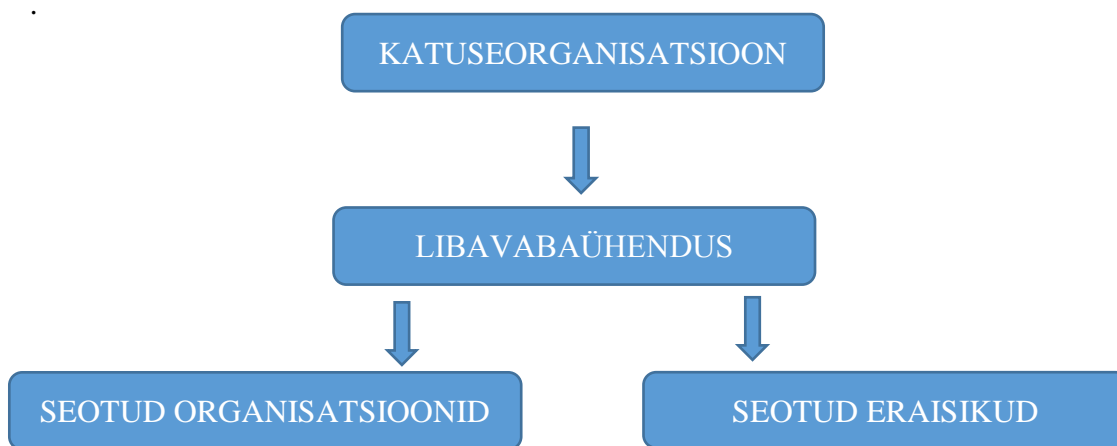 .
KATUSEORGANISATSIOON
LIBAVABAÜHENDUS
SEOTUD ORGANISATSIOONID
SEOTUD ERAISIKUD